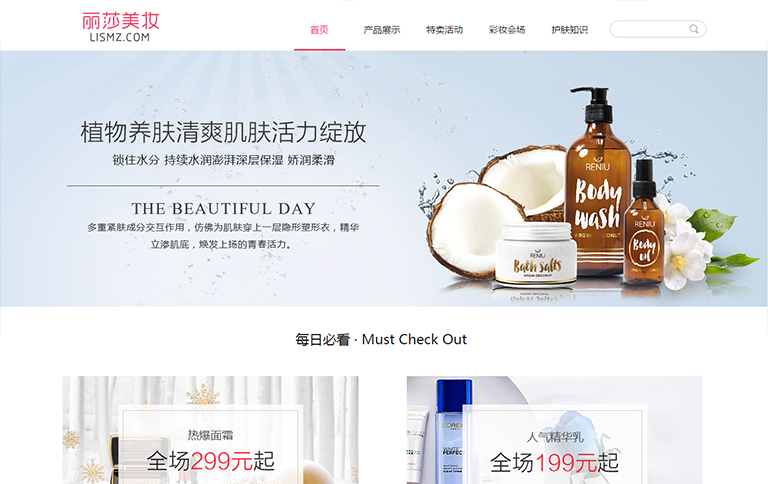 丽莎美妆
LISMZ.COM
首页 产品展示 特卖活动 彩妆会场 护肤知识
植物养肤清爽肌肤活力绽放
锁住水分 持续水润澎湃深层保湿 娇润柔滑
THE BEAUTIFUL DAY
多重紧肤成分交互作用，仿佛为肌肤穿上一层隐形塑形衣，精华
立渗肌底，焕发上扬的青春活力。
RENIU
Body
wash
VIRGIN COCONUT
RENIU
Body
oil
RENIU
Bath salts
VIRGIN COCONUT
每日必看 · Must Check Out
热爆面霜
全场299元起
L'OREAL
WHITE
PERFECT
人气精华乳
全场199元起